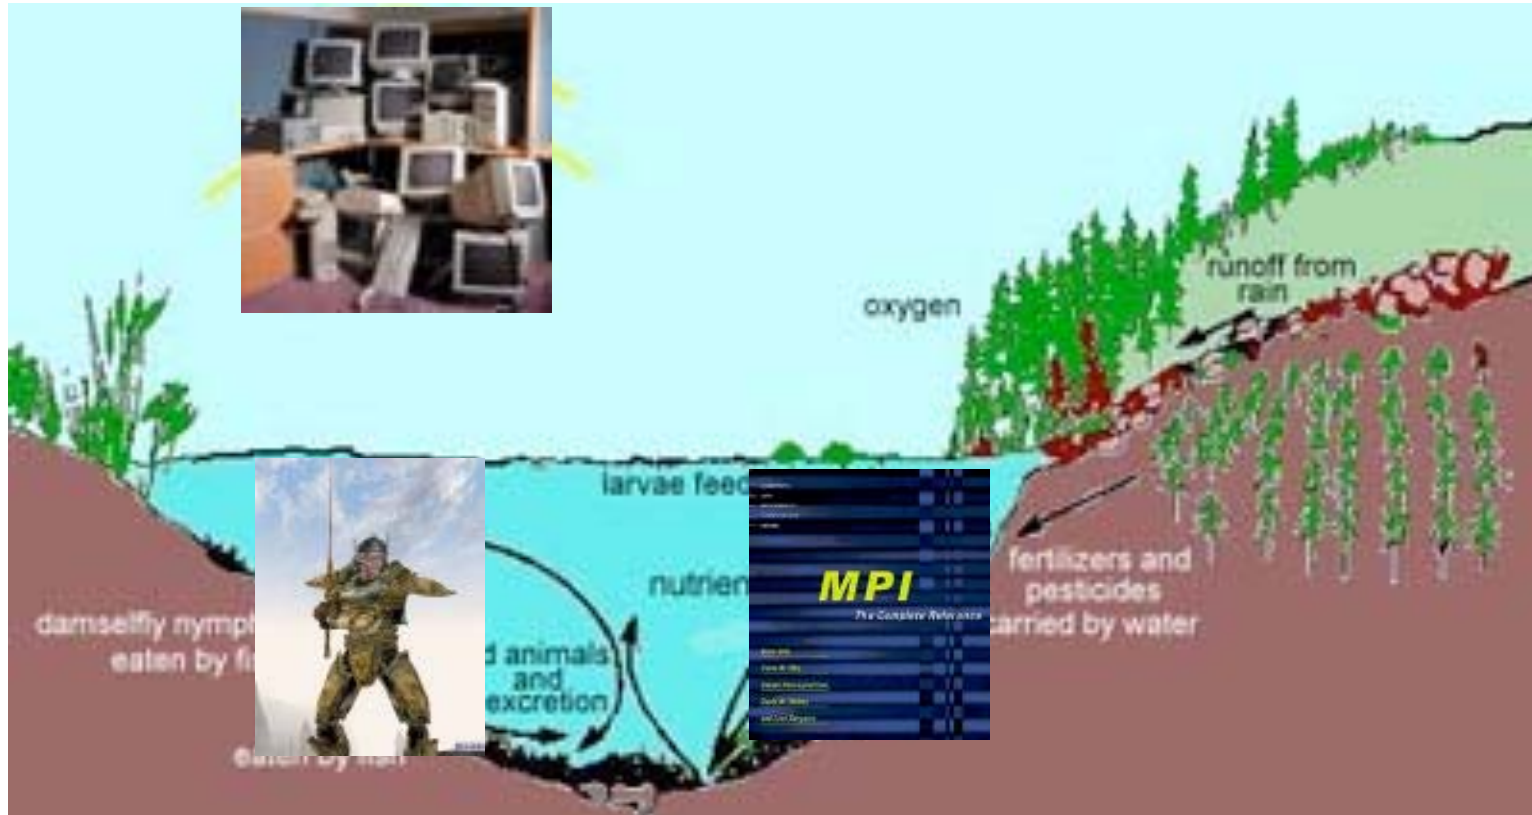 runoff from
rain
oxygen
larvae feed
nutrien
MPI
The Complete Reference
fertilizers and
pesticides
carried by water
damselfly nymph
eaten by fis
d animals
and
excretion
eaten by fish